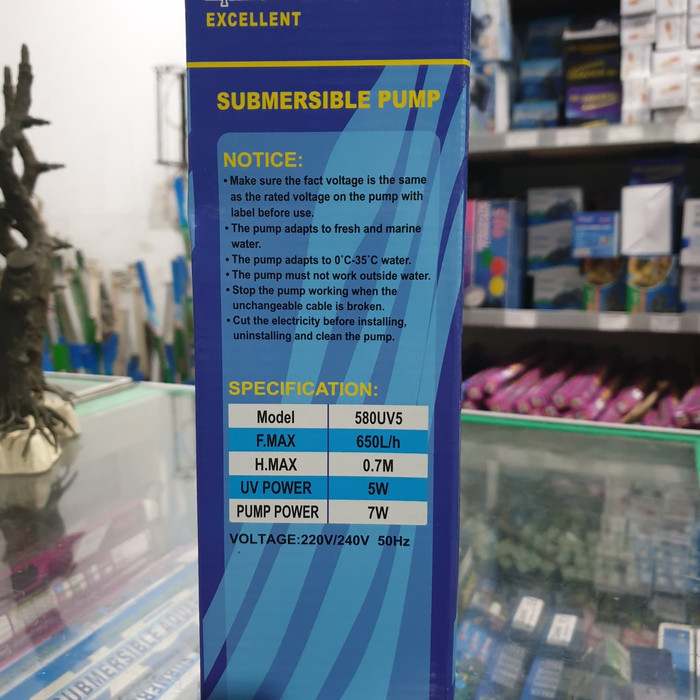 EXCELLENT
SUBMERSIBLE PUMP
NOTICE:
• Make sure the fact voltage is the same
as the rated voltage on the pump with
label before use.
• The pump adapts to fresh and marine
water.
• The pump adapts to 0˚C-35˚C water.
• The pump must not work outside water.
• Stop the pump working when the
unchangeable cable is broken.
• Cut the electricity before installing,
uninstalling and clean the pump.
SPECIFICATION:
Model 580UV5
F.MAX 650L/h
H.MAX 0.7M
UV POWER 5W
PUMP POWER 7W
VOLTAGE:220V/240V 50Hz
SUBMERSIBLE AQUA